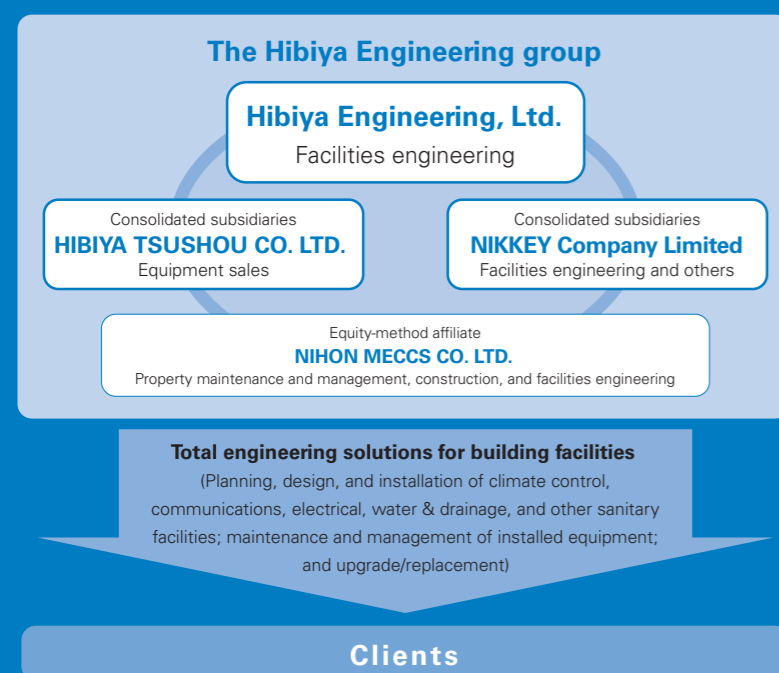 The Hibiya Engineering group
Hibiya Engineering, Ltd.
Facilities engineering
Consolidated subsidiaries
HIBIYA TSUSHOU CO. LTD.
Equipment sales
Consolidated subsidiaries
NIKKEY Company Limited
Facilities engineering and others
Equity-method affiliate
NIHON MECCS CO. LTD.
Property maintenance and management, construction, and facilities engineering
Total engineering solutions for building facilities
(Planning, design, and installation of climate control,
communications, electrical, water & drainage, and other sanitary
facilities; maintenance and management of installed equipment;
and upgrade/replacement)
Clients